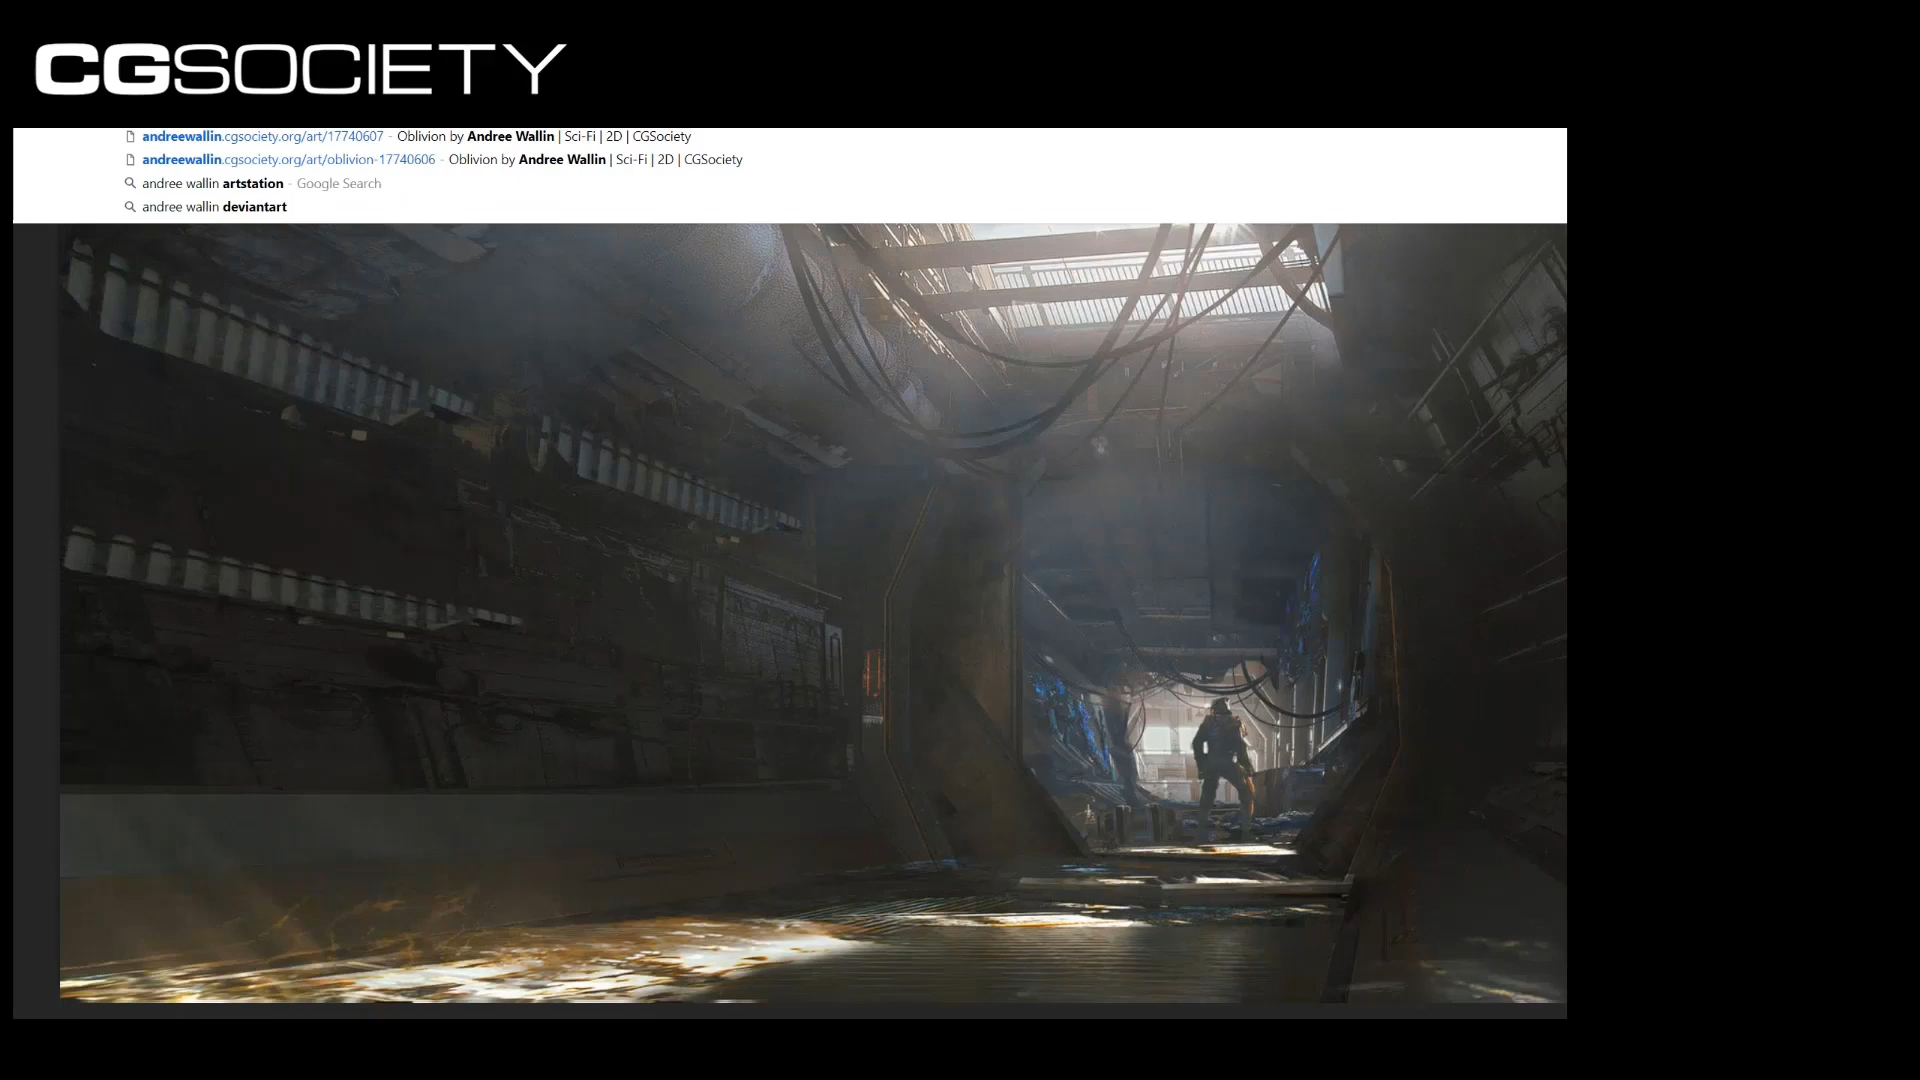 CGSOCIETY
andreewallin.cgsociety.org/art/17740607 - Oblivion by Andree Wallin | Sci-Fi | 2D | CGSociety
andreewallin.cgsociety.org/art/oblivion-17740606 - Oblivion by Andree Wallin | Sci-Fi | 2D | CGSociety
andree wallin artstation - Google Search
andree wallin deviantart